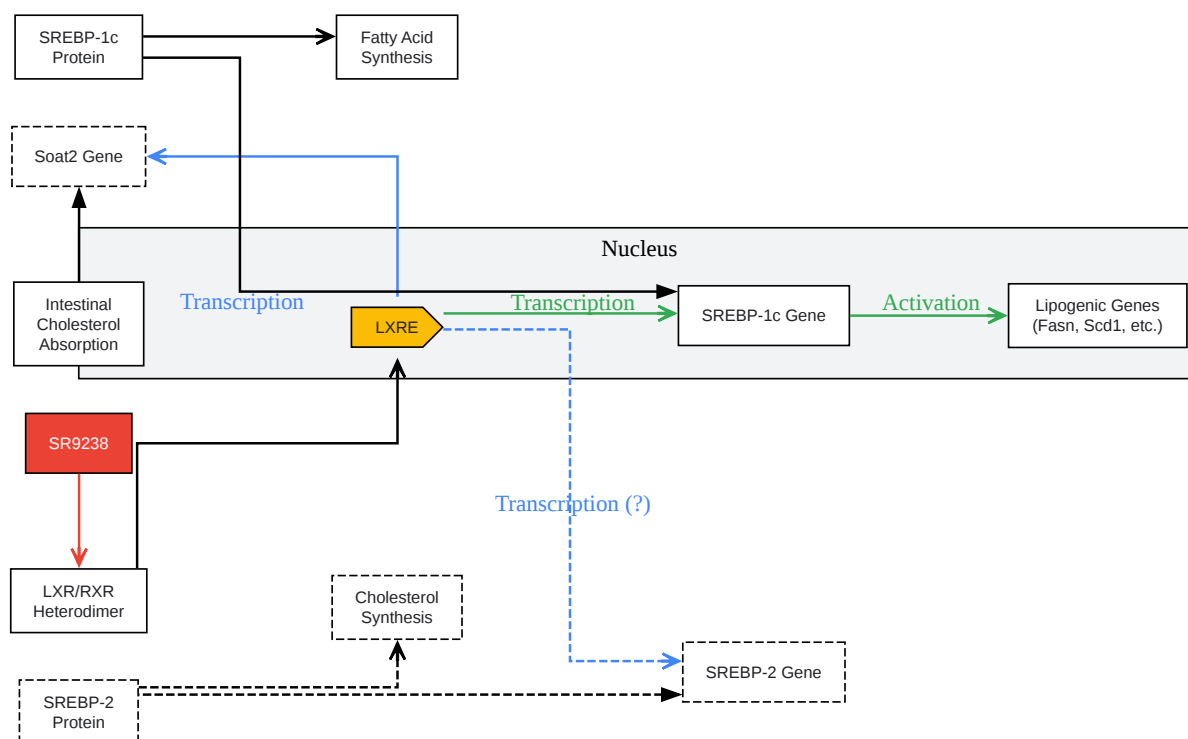 SREBP-1c
Protein
Fatty Acid
Synthesis
Soat2 Gene
Nucleus
Intestinal
Cholesterol
Absorption
Transcription
LXRE
Transcription
SREBP-1c Gene
Activation
Lipogenic Genes
(Fasn, Scd1, etc.)
SR9238
Transcription (?)
LXR/RXR
Heterodimer
Cholesterol
Synthesis
SREBP-2 Gene
SREBP-2
Protein